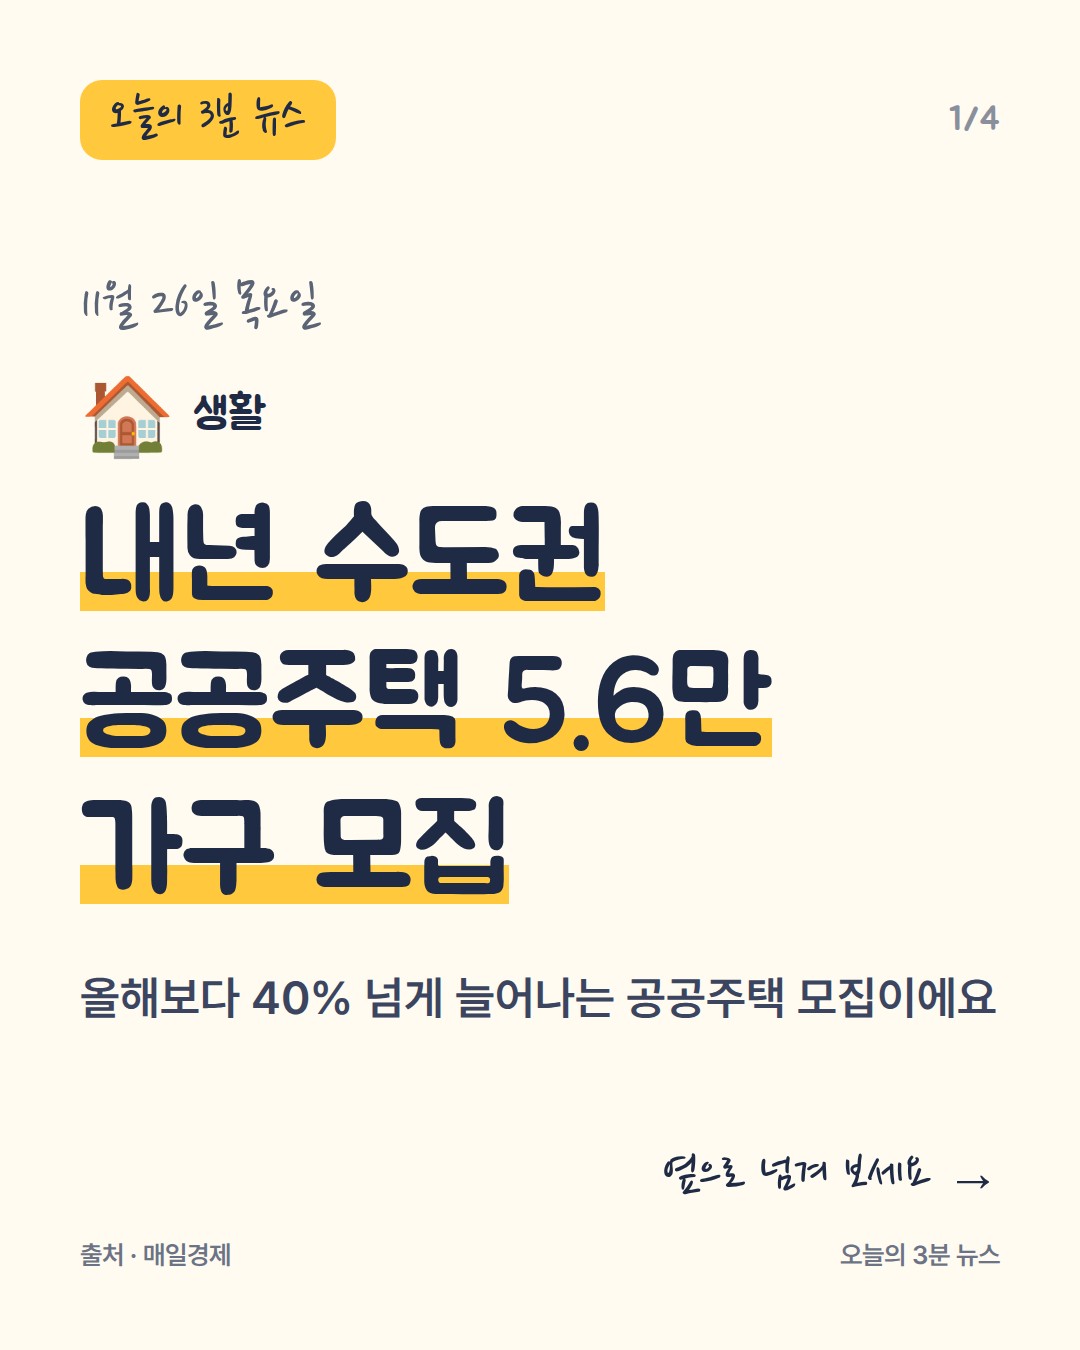 오늘의 3분 뉴스
1/4
11월 26일 목요일
생활
내년 수도권
공공주택 5.6만
가구 모집
올해보다 40% 넘게 늘어나는 공공주택 모집이에요
옆으로 넘겨 보세요 →
출처 · 매일경제
오늘의 3분 뉴스